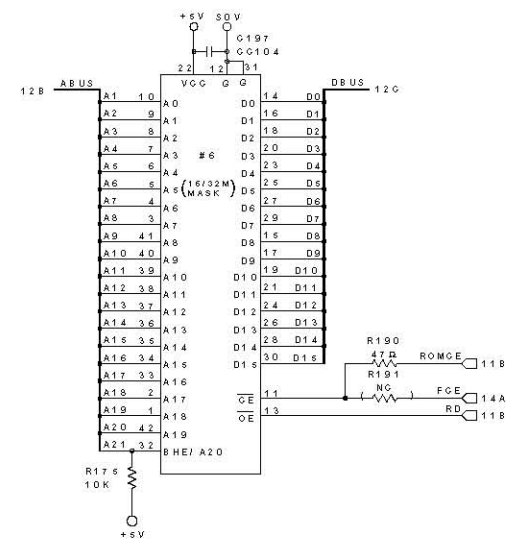 +5V SOV
C197
CC104
22 12 31
VCC G G
12B ABUS DBUS 12C
A1 10 A0 D0 14 D0
A2 9 A1 D1 16 D1
A3 8 A2 D2 18 D2
A4 7 A3 #6 D3 20 D3
A5 6 A4 D4 23 D4
A6 5 A5 (16/32M MASK) D5 25 D5
A7 4 A6 D6 27 D6
A8 3 A7 D7 29 D7
A9 41 A8 D8 15 D8
A10 40 A9 D9 17 D9
A11 39 A10 D10 19 D10
A12 38 A11 D11 21 D11
A13 37 A12 D12 24 D12
A14 36 A13 D13 26 D13
A15 35 A14 D14 28 D14
A16 34 A15 D15 30 D15
A17 33 A16
A18 2 A17 CE 11
A19 1 A18 OE 13
A20 42 A19
A21 32 BHE/A20
R190
47Ω ROMCE 11B
R191
(NC) FCE 14A
RD 11B
R175
10K
+5V